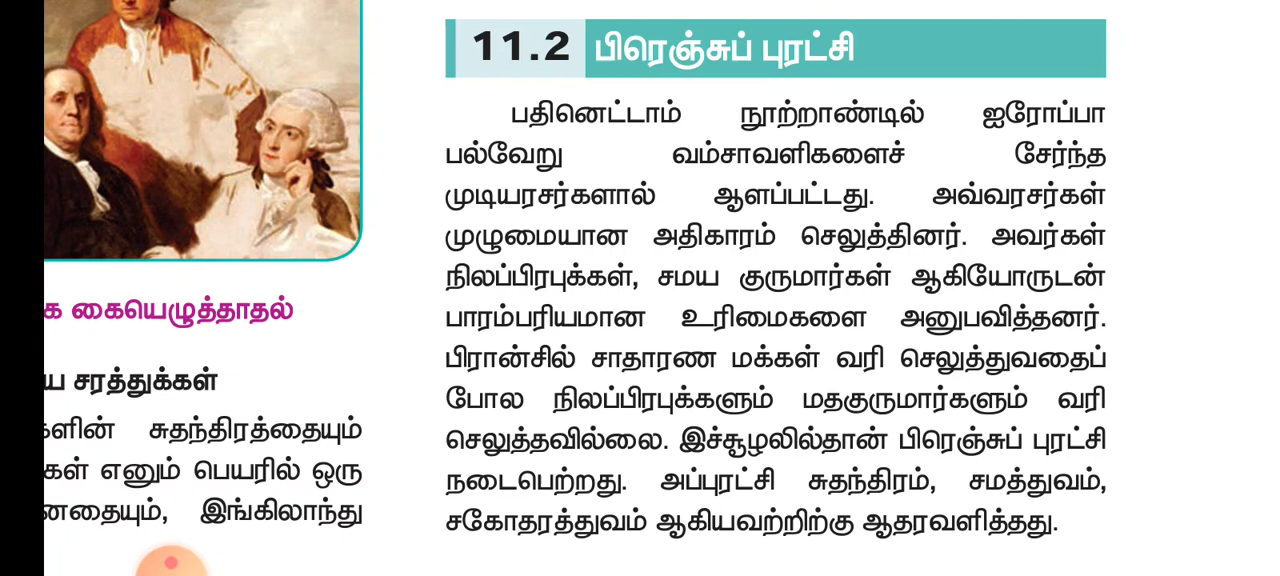 க கையெழுத்தாதல்
ய சரத்துக்கள்
களின் சுதந்திரத்தையும்
கள் எனும் பெயரில் ஒரு
னதையும், இங்கிலாந்து
11.2 பிரெஞ்சுப் புரட்சி
பதினெட்டாம் நூற்றாண்டில் ஐரோப்பா
பல்வேறு வம்சாவளிகளைச் சேர்ந்த
முடியரசர்களால் ஆளப்பட்டது. அவ்வரசர்கள்
முழுமையான அதிகாரம் செலுத்தினர். அவர்கள்
நிலப்பிரபுக்கள், சமய குருமார்கள் ஆகியோருடன்
பாரம்பரியமான உரிமைகளை அனுபவித்தனர்.
பிரான்சில் சாதாரண மக்கள் வரி செலுத்துவதைப்
போல நிலப்பிரபுக்களும் மதகுருமார்களும் வரி
செலுத்தவில்லை. இச்சூழலில்தான் பிரெஞ்சுப் புரட்சி
நடைபெற்றது. அப்புரட்சி சுதந்திரம், சமத்துவம்,
சகோதரத்துவம் ஆகியவற்றிற்கு ஆதரவளித்தது.